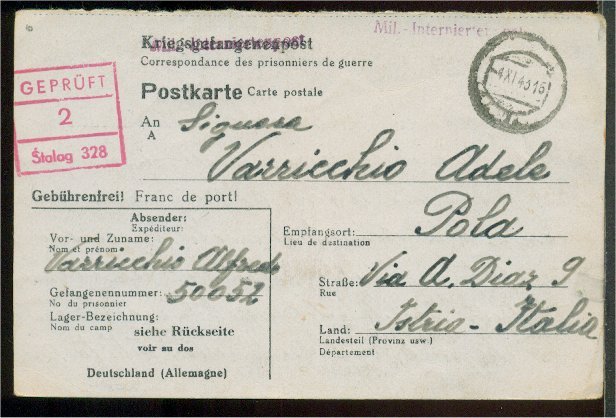 Mil.-Internierten
Kriegsgefangenenpost
Correspondance des prisonniers de guerre
GEPRÜFT
2
Stalag 328
Postkarte Carte postale
An Signora
A
Varricchio Adele
Gebührenfrei! Franc de port!
Absender:
Expéditeur:
Vor- und Zuname:
Nom et prénom
Varricchio Alfredo
Gefangenennummer: 50052
No du prisonnier
Lager-Bezeichnung:
Nom du camp
siehe Rückseite
voir au dos
Deutschland (Allemagne)
Empfangsort: Pola
Lieu de destination
Straße: Via A. Diaz 9
Rue
Land: Istria - Italia
Landesteil (Provinz usw.)
Département